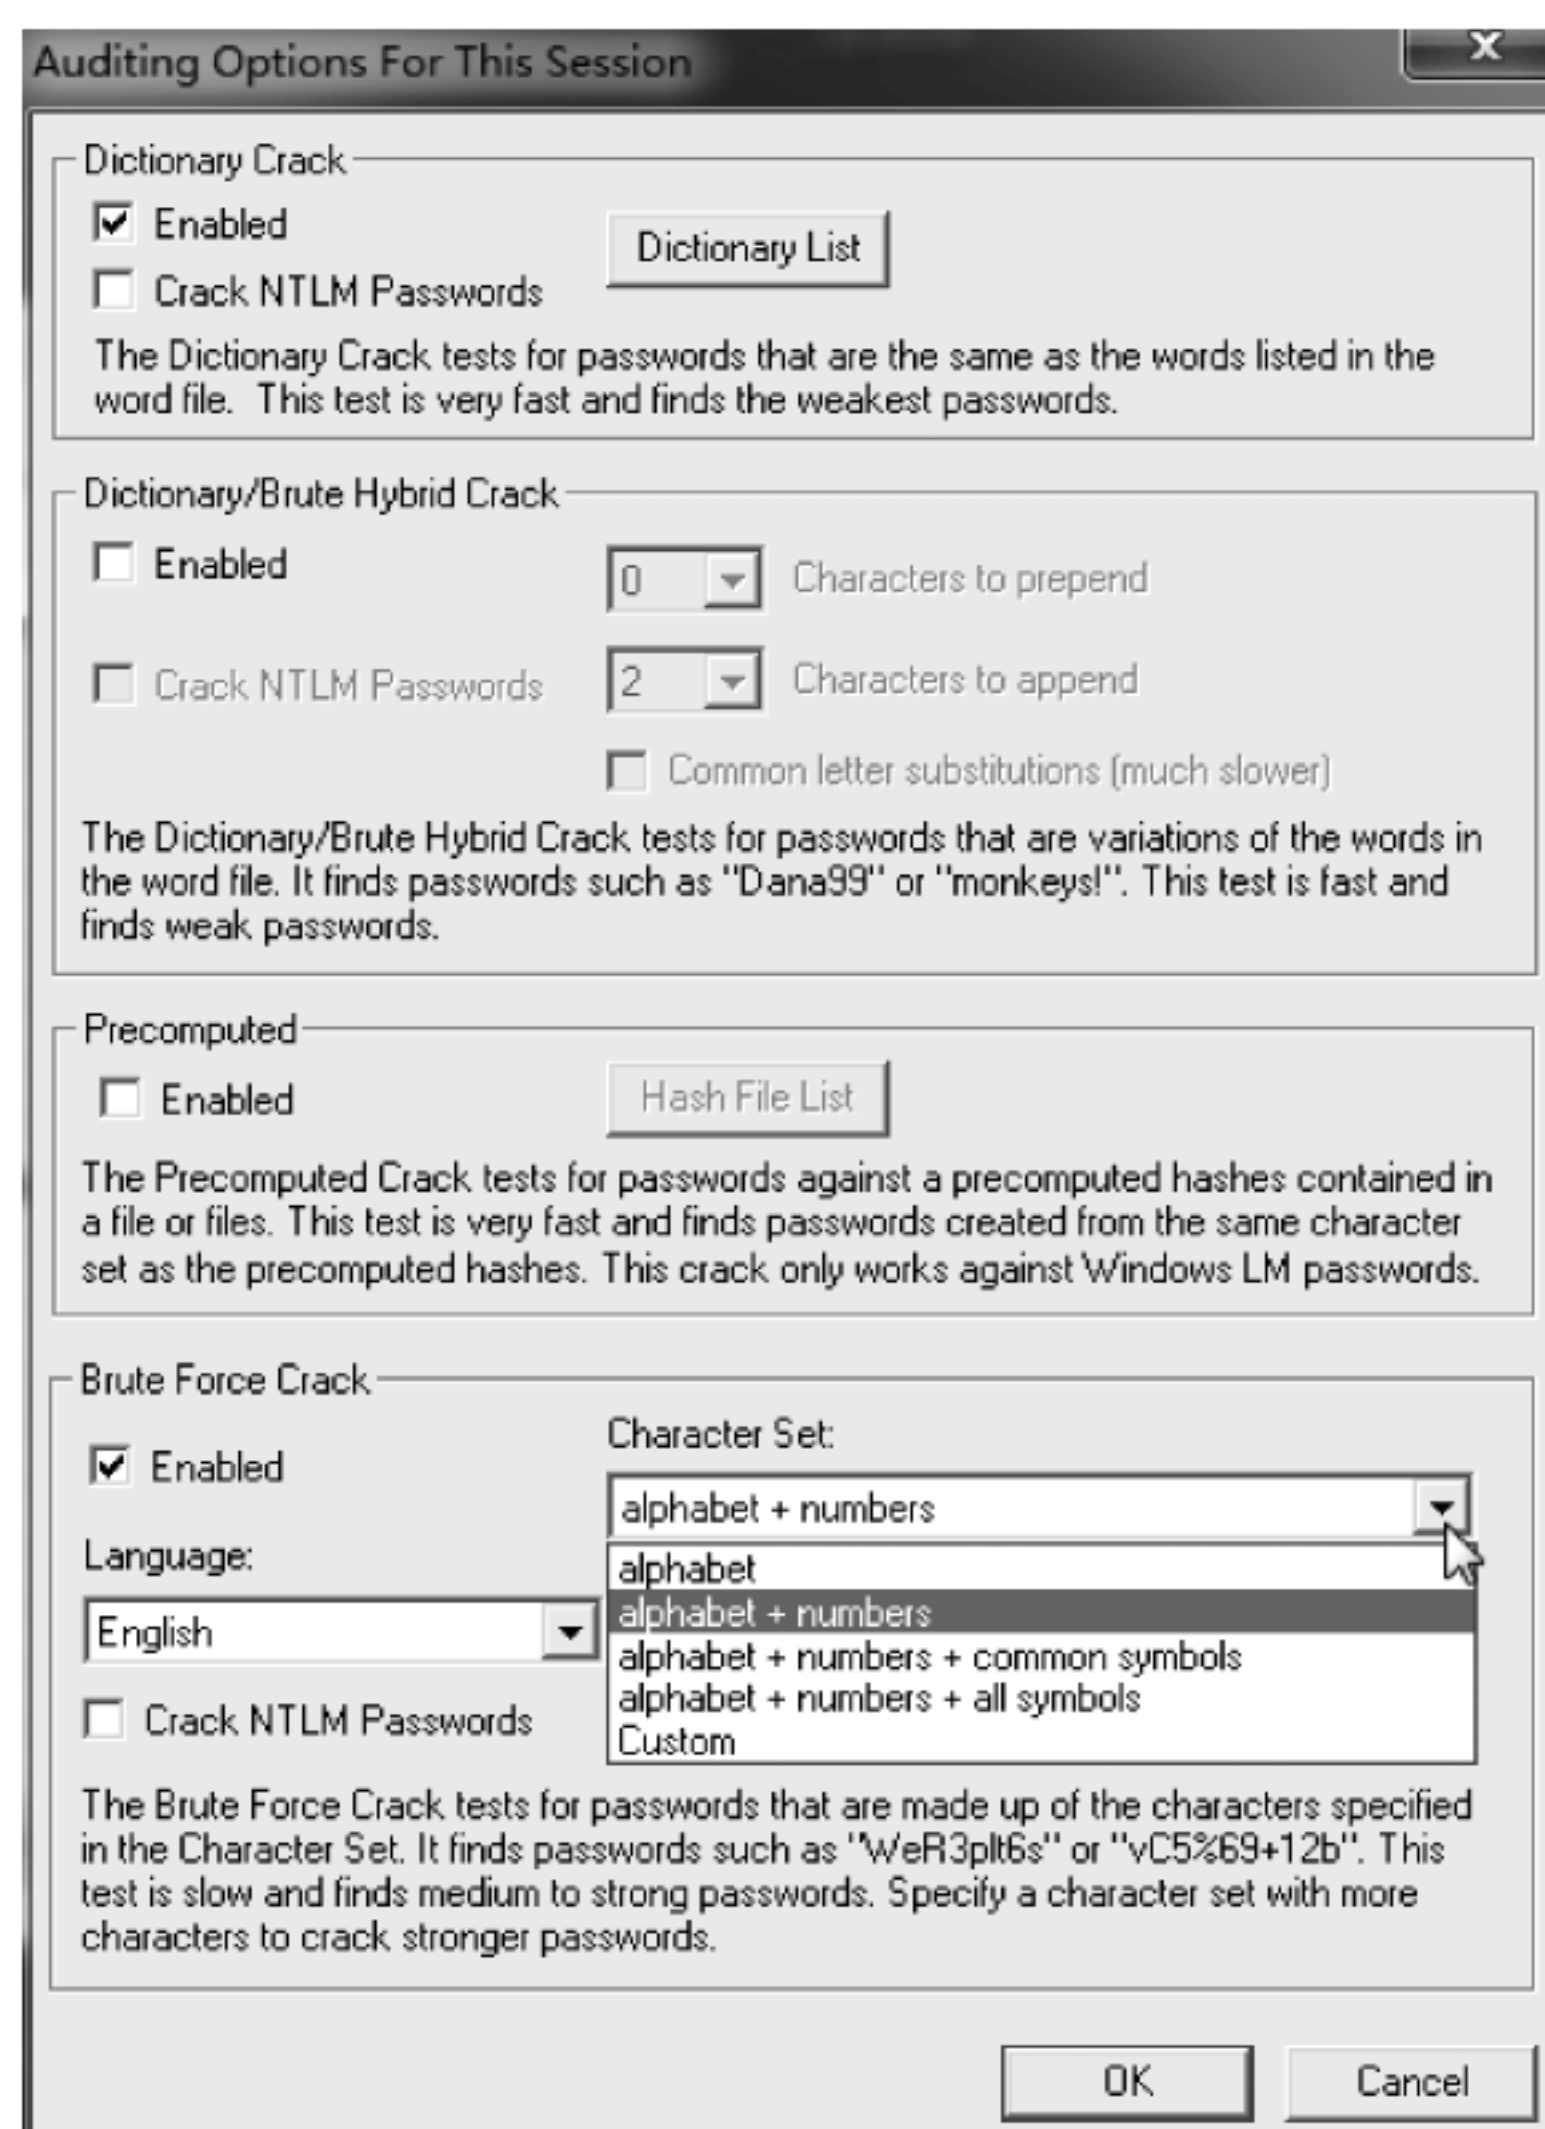 Auditing Options For This Session
x
Dictionary Crack
Enabled
Dictionary List
Crack NTLM Passwords
The Dictionary Crack tests for passwords that are the same as the words listed in the
word file.  This test is very fast and finds the weakest passwords.
Dictionary/Brute Hybrid Crack
Enabled
0
Characters to prepend
Crack NTLM Passwords
2
Characters to append
Common letter substitutions (much slower)
The Dictionary/Brute Hybrid Crack tests for passwords that are variations of the words in
the word file. It finds passwords such as "Dana99" or "monkeys!". This test is fast and
finds weak passwords.
Precomputed
Enabled
Hash File List
The Precomputed Crack tests for passwords against a precomputed hashes contained in
a file or files. This test is very fast and finds passwords created from the same character
set as the precomputed hashes. This crack only works against Windows LM passwords.
Brute Force Crack
Enabled
Character Set:
alphabet + numbers
Language:
English
alphabet
alphabet + numbers
alphabet + numbers + common symbols
alphabet + numbers + all symbols
Custom
Crack NTLM Passwords
The Brute Force Crack tests for passwords that are made up of the characters specified
in the Character Set. It finds passwords such as "WeR3plt6s" or "vC5%69+12b". This
test is slow and finds medium to strong passwords. Specify a character set with more
characters to crack stronger passwords.
OK
Cancel